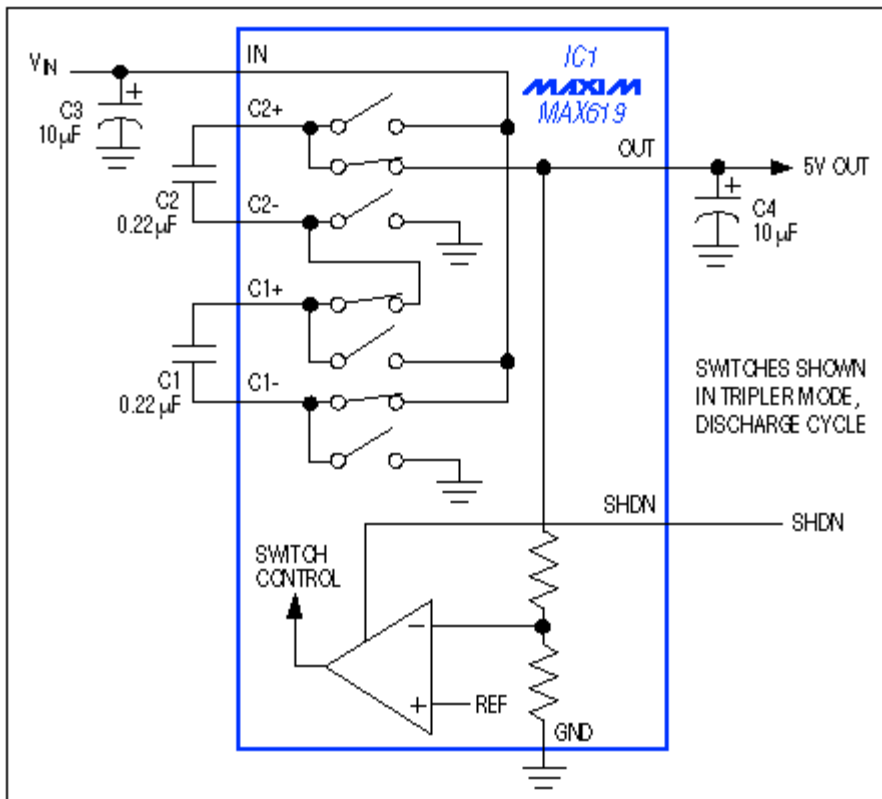 IC1
MAXIM
MAX619
VIN
IN
C3
10µF
C2+
OUT
5V OUT
C2
0.22µF
C2-
C4
10µF
C1+
C1
0.22µF
C1-
SWITCHES SHOWN
IN TRIPLER MODE,
DISCHARGE CYCLE
SHDN
SHDN
SWITCH
CONTROL
REF
GND